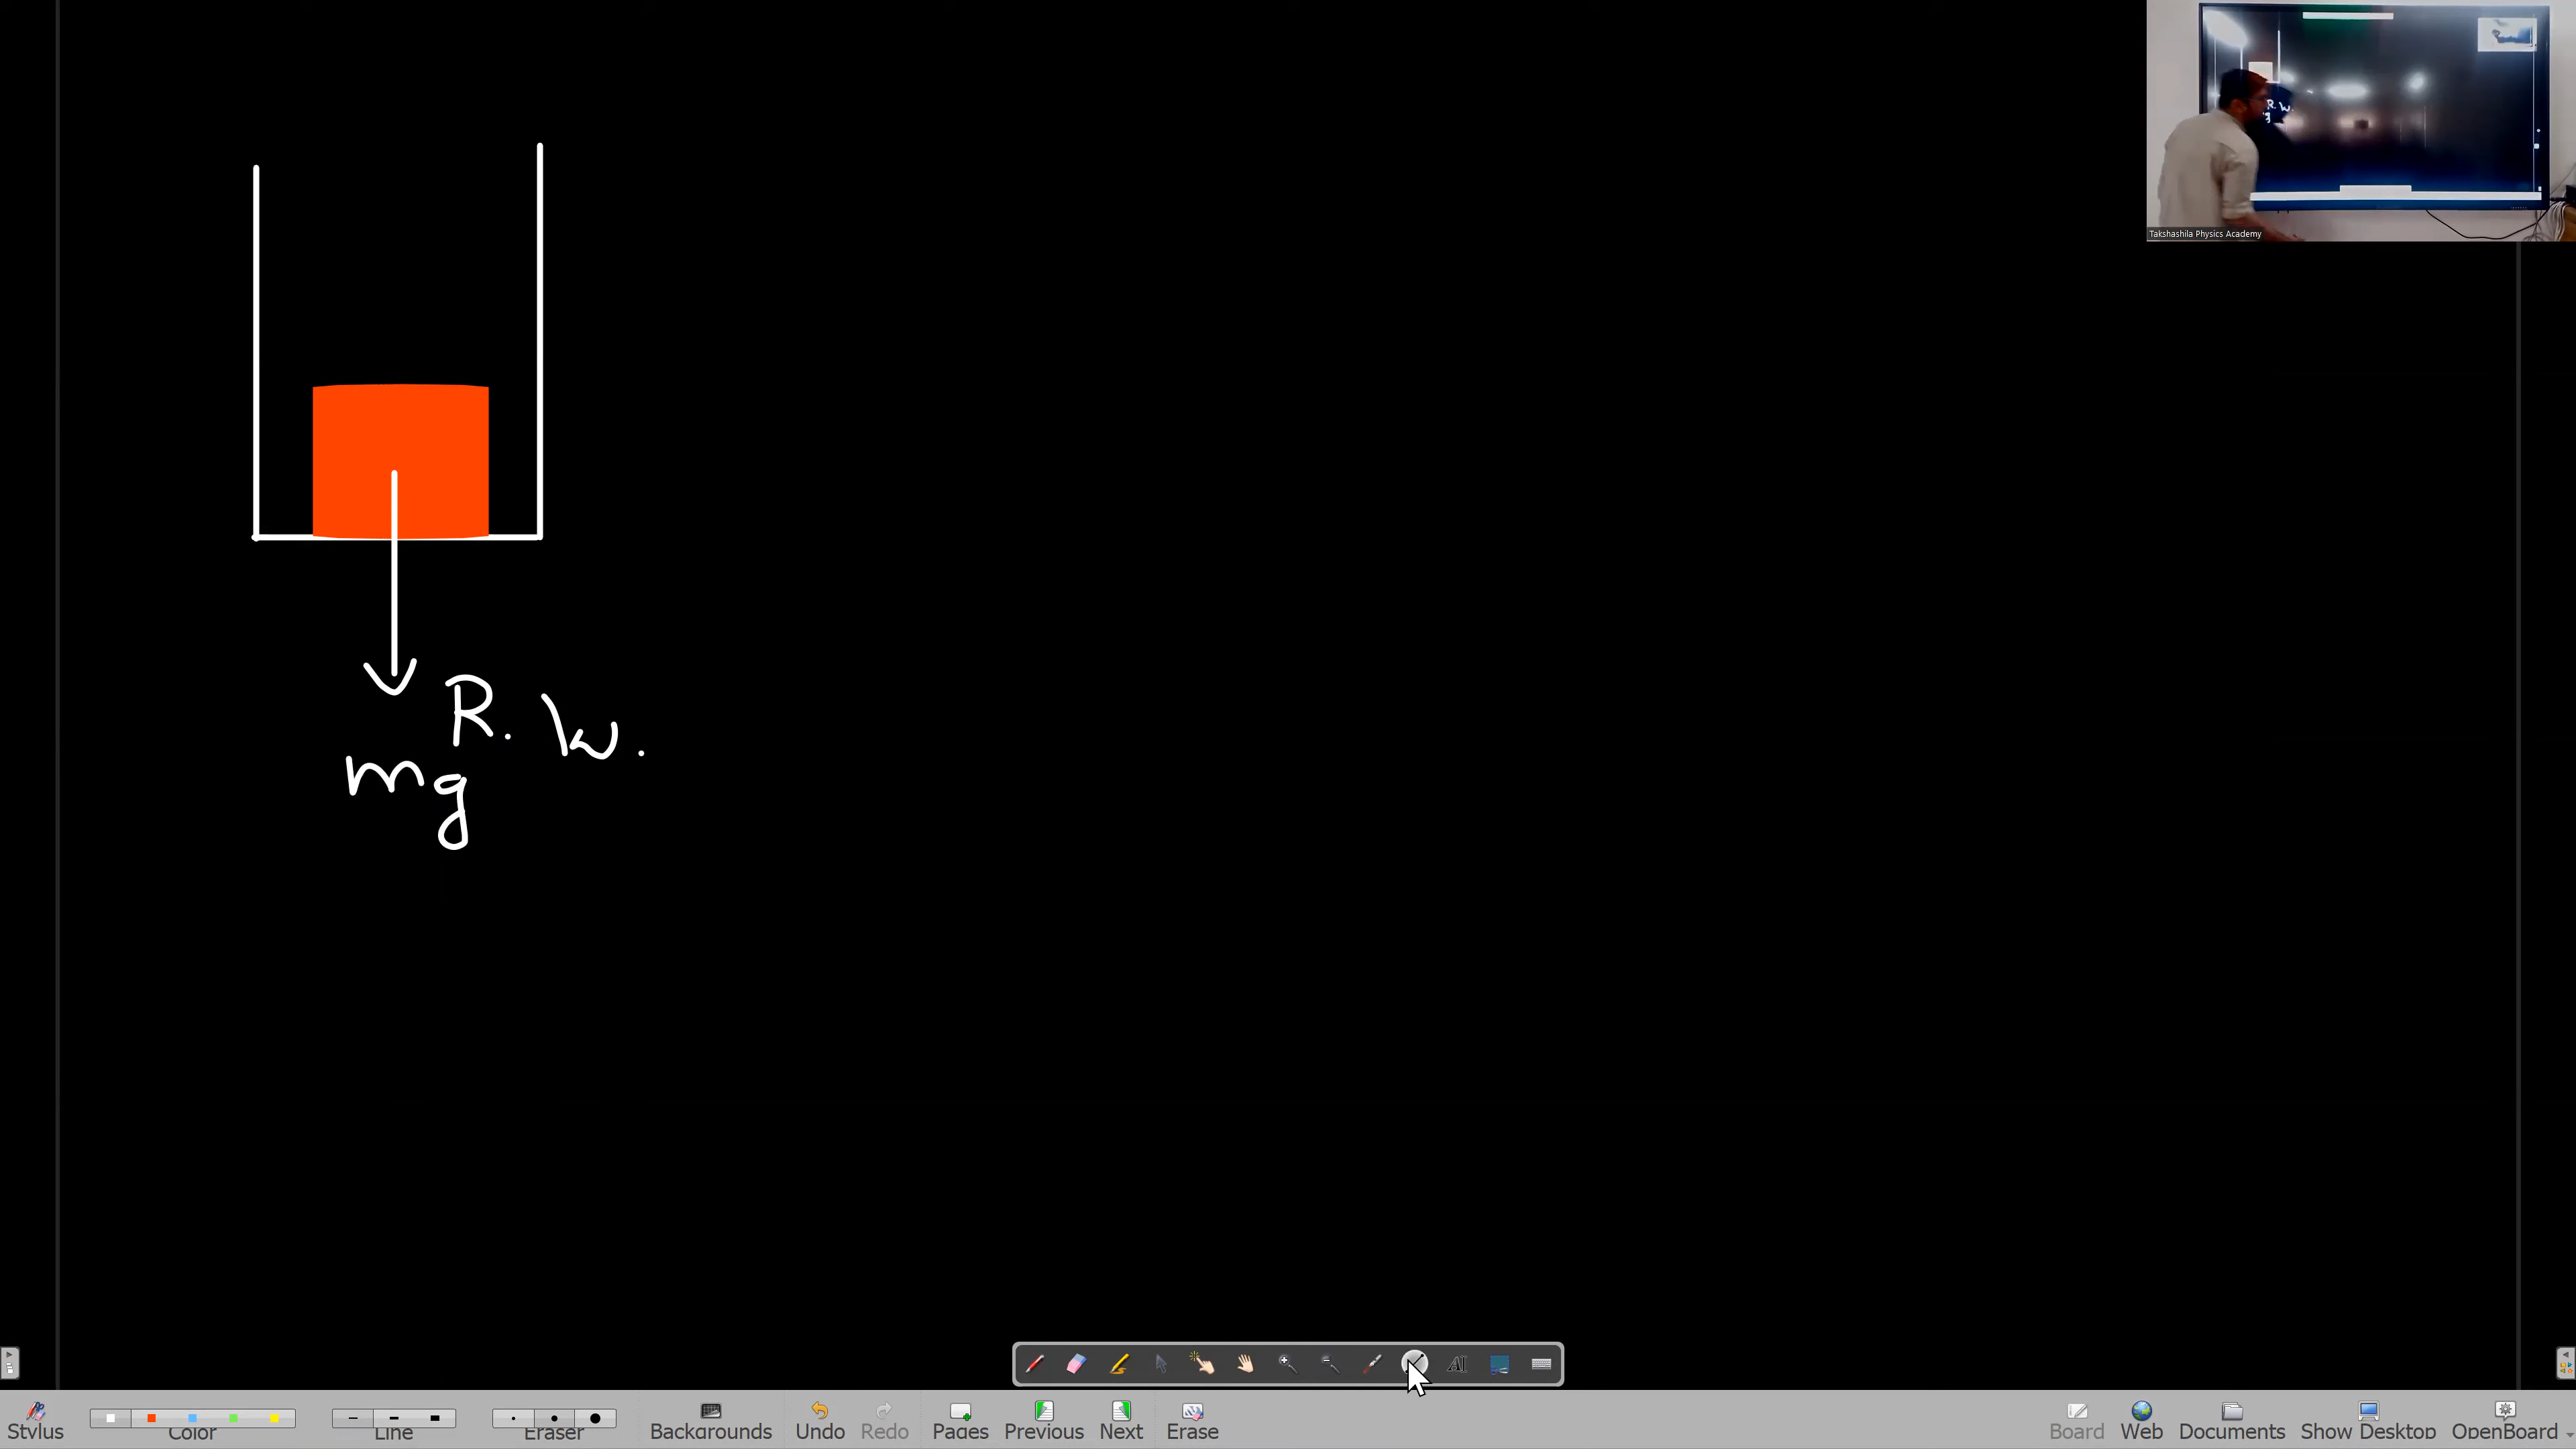 Takshashila Physics Academy
R. W.
mg
Stylus Color Line Eraser Backgrounds Undo Redo Pages Previous Next Erase Board Web Documents Show Desktop OpenBoard